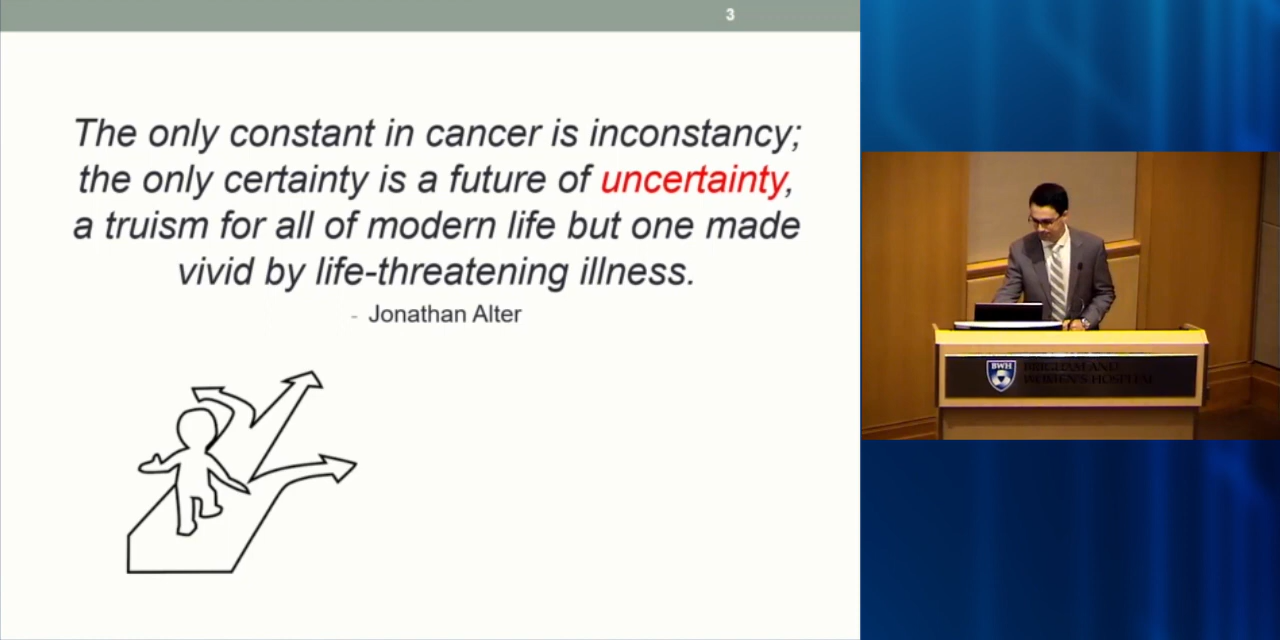 3
The only constant in cancer is inconstancy;
the only certainty is a future of uncertainty,
a truism for all of modern life but one made
vivid by life-threatening illness.
- Jonathan Alter
BWH
BRIGHAM AND
WOMEN'S HOSPITAL